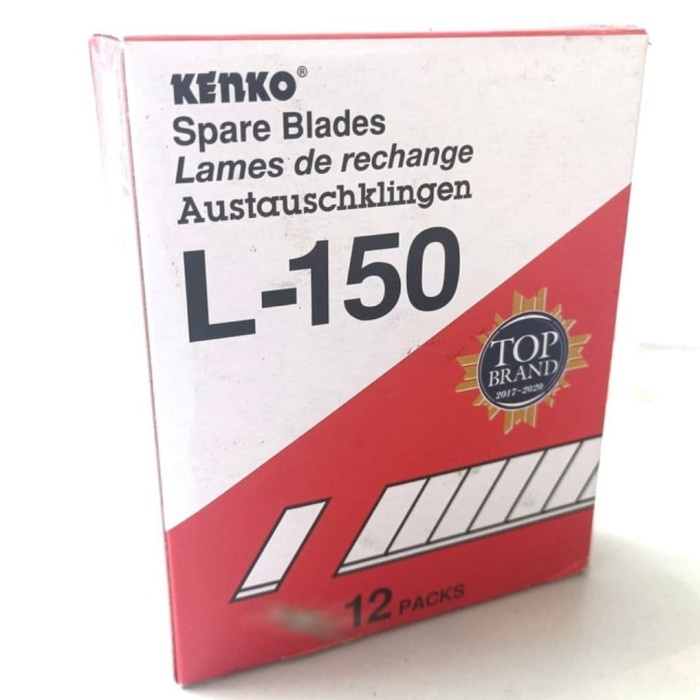 KENKO®
Spare Blades
Lames de rechange
Austauschklingen
L-150
TOP
BRAND
2017-2020
12 PACKS